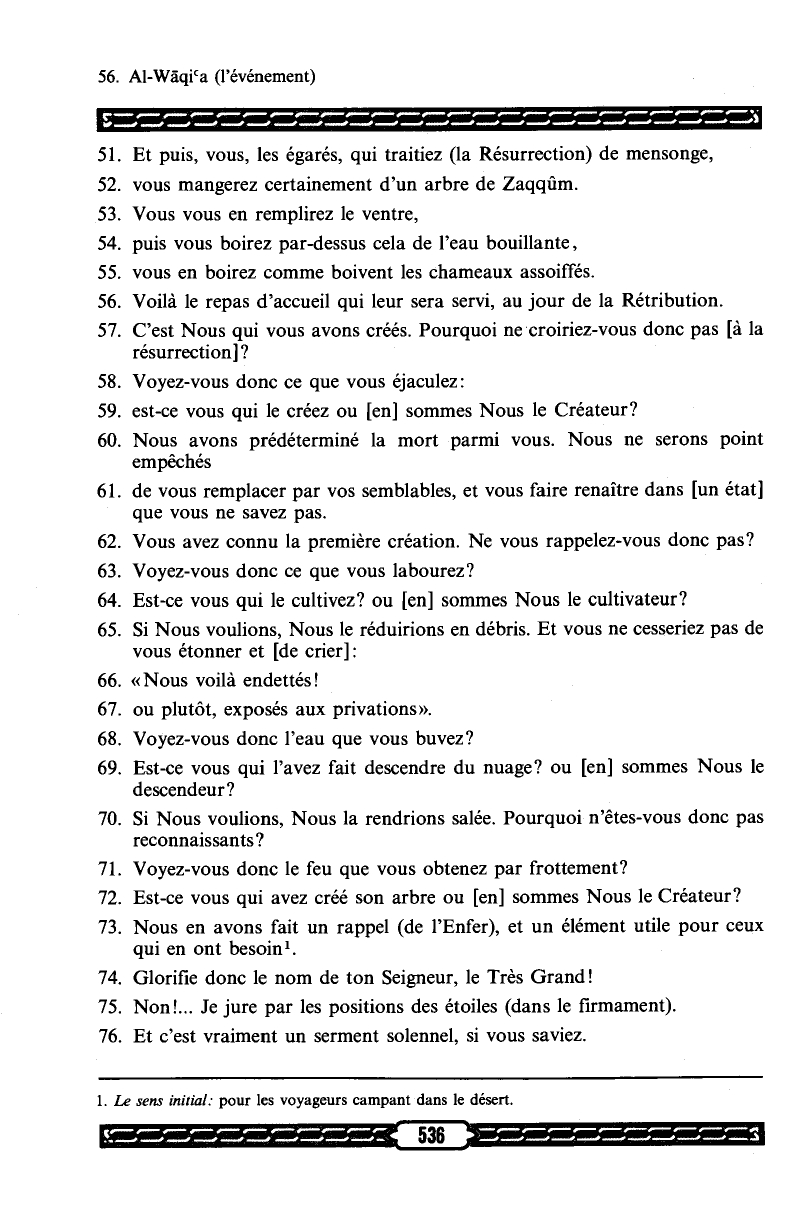 56. Al-Wāqiᶜa (l'événement)
51. Et puis, vous, les égarés, qui traitiez (la Résurrection) de mensonge,
52. vous mangerez certainement d'un arbre de Zaqqûm.
53. Vous vous en remplirez le ventre,
54. puis vous boirez par-dessus cela de l'eau bouillante,
55. vous en boirez comme boivent les chameaux assoiffés.
56. Voilà le repas d'accueil qui leur sera servi, au jour de la Rétribution.
57. C'est Nous qui vous avons créés. Pourquoi ne croiriez-vous donc pas [à la
résurrection]?
58. Voyez-vous donc ce que vous éjaculez:
59. est-ce vous qui le créez ou [en] sommes Nous le Créateur?
60. Nous avons prédéterminé la mort parmi vous. Nous ne serons point
empêchés
61. de vous remplacer par vos semblables, et vous faire renaître dans [un état]
que vous ne savez pas.
62. Vous avez connu la première création. Ne vous rappelez-vous donc pas?
63. Voyez-vous donc ce que vous labourez?
64. Est-ce vous qui le cultivez? ou [en] sommes Nous le cultivateur?
65. Si Nous voulions, Nous le réduirions en débris. Et vous ne cesseriez pas de
vous étonner et [de crier]:
66. «Nous voilà endettés!
67. ou plutôt, exposés aux privations».
68. Voyez-vous donc l'eau que vous buvez?
69. Est-ce vous qui l'avez fait descendre du nuage? ou [en] sommes Nous le
descendeur?
70. Si Nous voulions, Nous la rendrions salée. Pourquoi n'êtes-vous donc pas
reconnaissants?
71. Voyez-vous donc le feu que vous obtenez par frottement?
72. Est-ce vous qui avez créé son arbre ou [en] sommes Nous le Créateur?
73. Nous en avons fait un rappel (de l'Enfer), et un élément utile pour ceux
qui en ont besoin¹.
74. Glorifie donc le nom de ton Seigneur, le Très Grand!
75. Non!... Je jure par les positions des étoiles (dans le firmament).
76. Et c'est vraiment un serment solennel, si vous saviez.
1. Le sens initial: pour les voyageurs campant dans le désert.
536